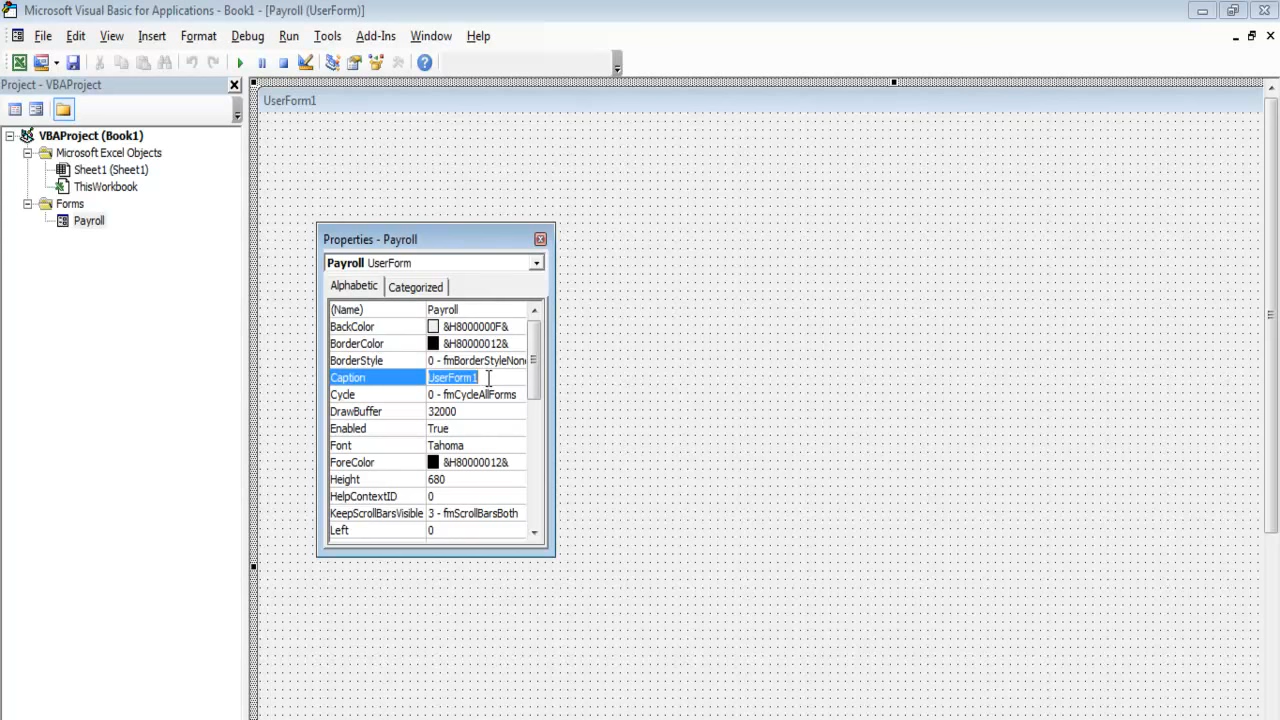 Microsoft Visual Basic for Applications - Book1 - [Payroll (UserForm)]
File Edit View Insert Format Debug Run Tools Add-Ins Window Help
Project - VBAProject
UserForm1
VBAProject (Book1)
Microsoft Excel Objects
Sheet1 (Sheet1)
ThisWorkbook
Forms
Payroll
Properties - Payroll
Payroll UserForm
Alphabetic Categorized
(Name) Payroll
BackColor &H8000000F&
BorderColor &H80000012&
BorderStyle 0 - fmBorderStyleNone
Caption UserForm1
Cycle 0 - fmCycleAllForms
DrawBuffer 32000
Enabled True
Font Tahoma
ForeColor &H80000012&
Height 680
HelpContextID 0
KeepScrollBarsVisible 3 - fmScrollBarsBoth
Left 0